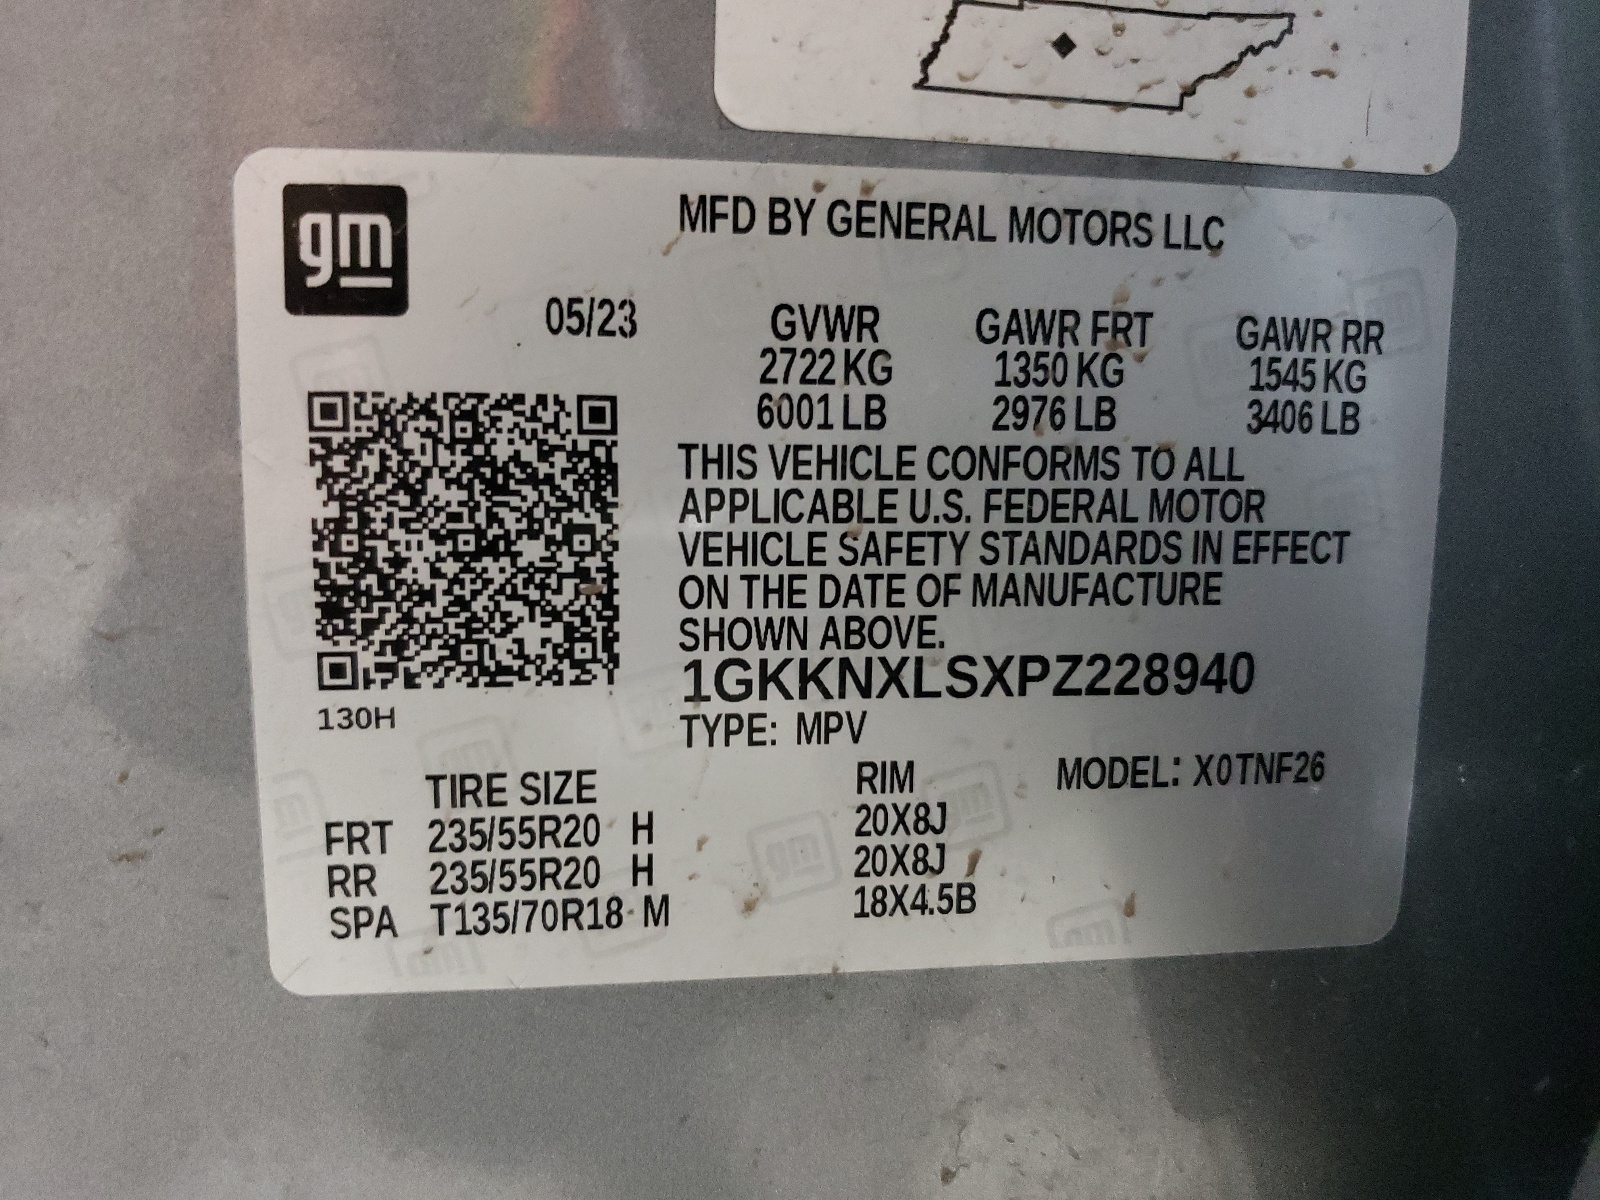 gm
MFD BY GENERAL MOTORS LLC
05/23 GVWR GAWR FRT GAWR RR
2722 KG 1350 KG 1545 KG
6001 LB 2976 LB 3406 LB
THIS VEHICLE CONFORMS TO ALL
APPLICABLE U.S. FEDERAL MOTOR
VEHICLE SAFETY STANDARDS IN EFFECT
ON THE DATE OF MANUFACTURE
SHOWN ABOVE.
1GKKNXLSXPZ228940
130H
TYPE: MPV
TIRE SIZE RIM MODEL: X0TNF26
FRT 235/55R20 H 20X8J
RR 235/55R20 H 20X8J
SPA T135/70R18 M 18X4.5B